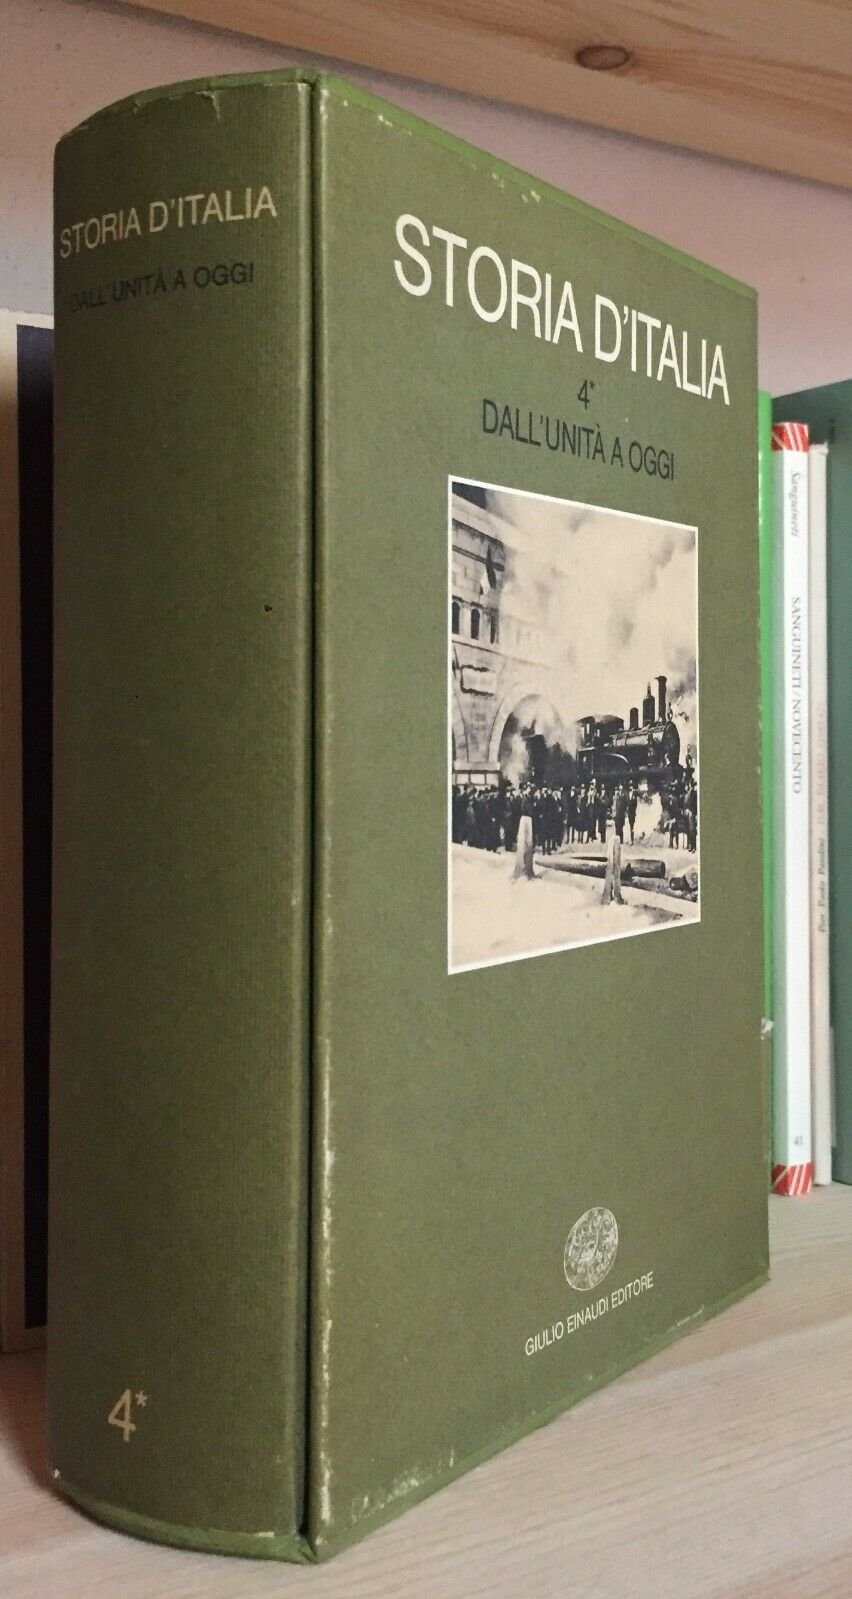 STORIA D'ITALIA
DALL'UNITÀ A OGGI
4*
STORIA D'ITALIA
4*
DALL'UNITÀ A OGGI
GIULIO EINAUDI EDITORE
Sanguineti
SANGUINETI/NOVECENTO
41
Pier Paolo Pasolini